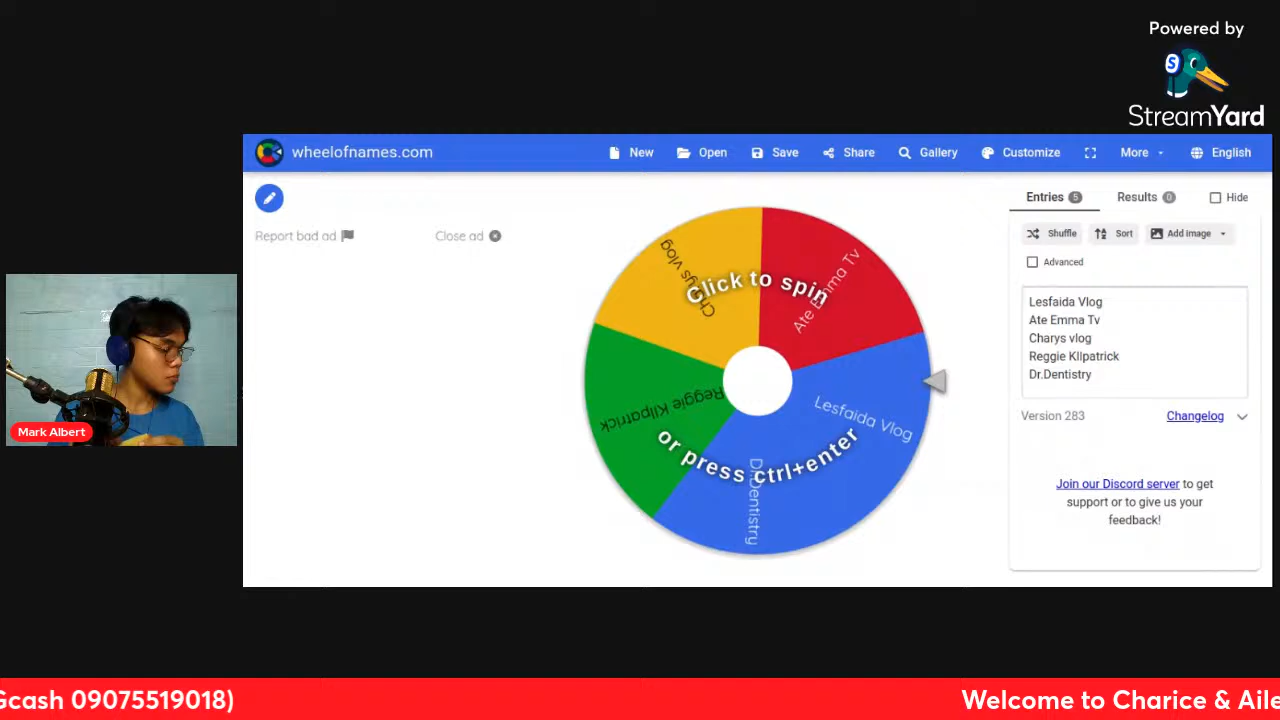 Powered by
StreamYard
wheelofnames.com
New
Open
Save
Share
Gallery
Customize
More
English
Report bad ad
Close ad
Entries 5
Results 0
Hide
Shuffle
Sort
Add image
Advanced
Lesfaida Vlog
Ate Emma Tv
Charys vlog
Reggie KIlpatrick
Dr.Dentistry
Version 283
Changelog
Join our Discord server to get
support or to give us your
feedback!
Click to spin
or press ctrl+enter
Charys vlog
Ate Emma Tv
Lesfaida Vlog
Dr.Dentistry
Reggie KIlpatrick
Mark Albert
Gcash 09075519018)
Welcome to Charice & Aile